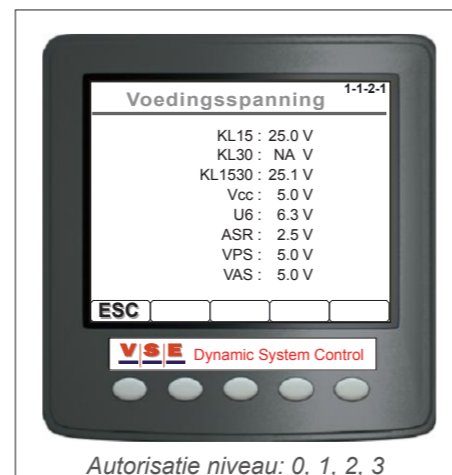 1-1-2-1
Voedingsspanning
KL15 : 25.0 V
KL30 : NA V
KL1530 : 25.1 V
Vcc : 5.0 V
U6 : 6.3 V
ASR : 2.5 V
VPS : 5.0 V
VAS : 5.0 V
ESC
VSE Dynamic System Control
Autorisatie niveau: 0, 1, 2, 3